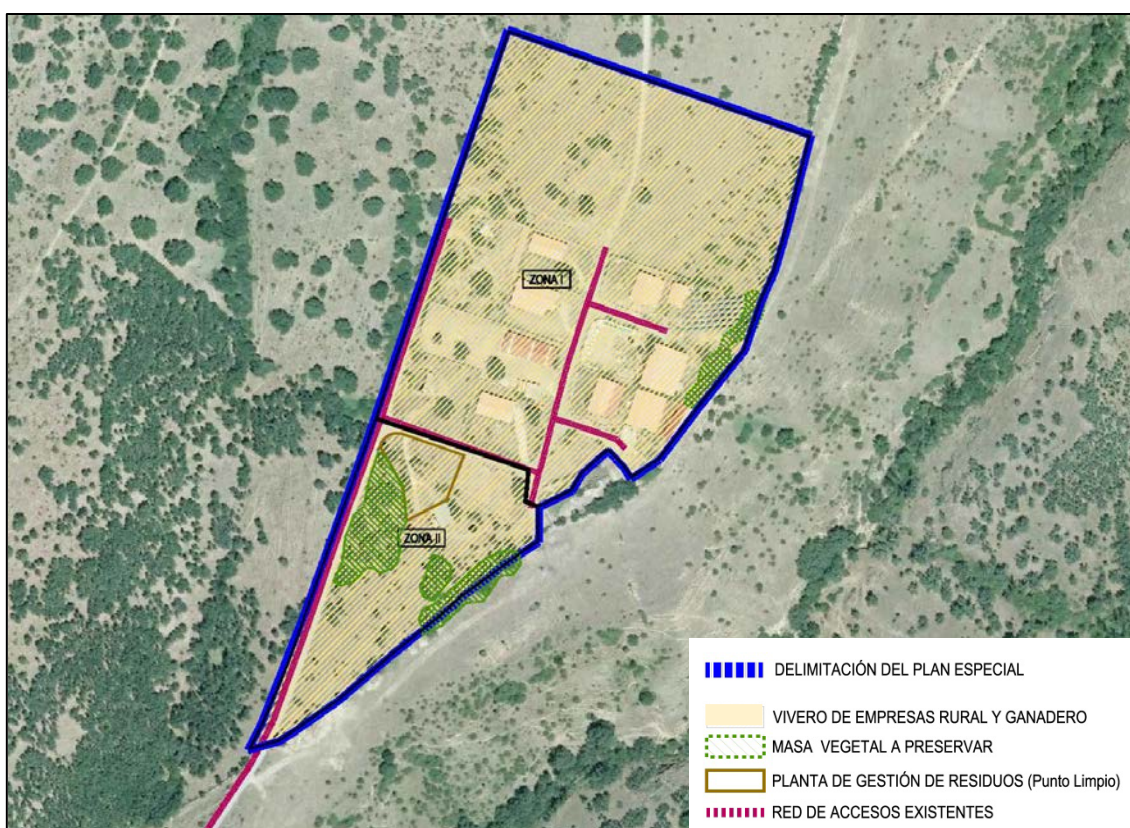 ZONA I
ZONA II
DELIMITACIÓN DEL PLAN ESPECIAL
VIVERO DE EMPRESAS RURAL Y GANADERO
MASA VEGETAL A PRESERVAR
PLANTA DE GESTIÓN DE RESIDUOS (Punto Limpio)
RED DE ACCESOS EXISTENTES